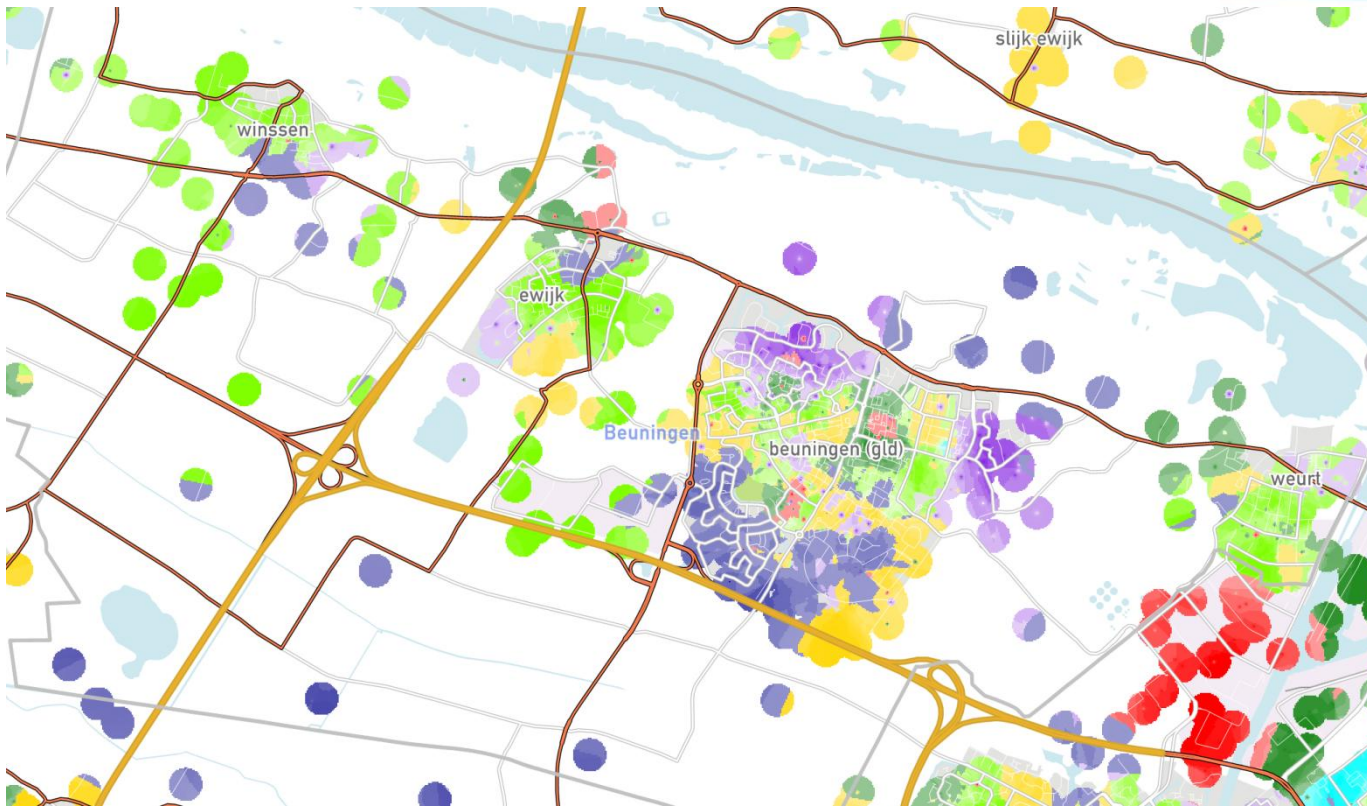 slijk ewijk
winssen
ewijk
Beuningen
beuningen (gld)
weurt